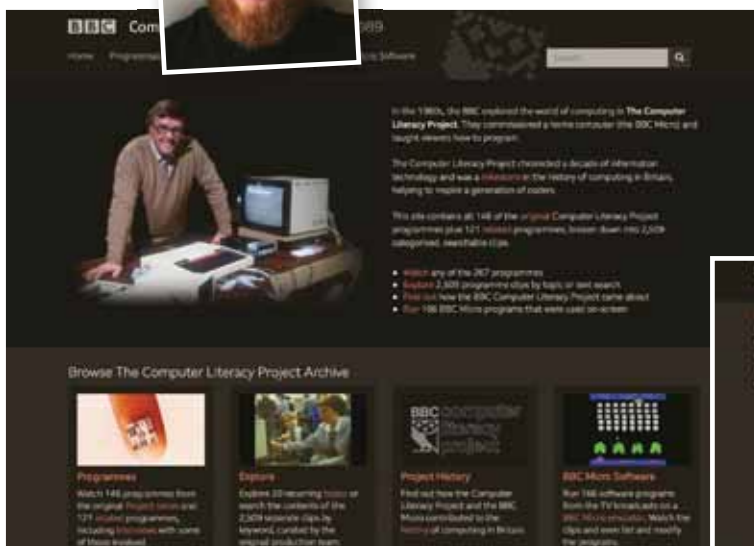 BBC Com 89
Home Programmes Micro Software
Search
In the 1980s, the BBC explored the world of computing in The Computer
Literacy Project. They commissioned a home computer (the BBC Micro) and
taught viewers how to program.
The Computer Literacy Project chronicled a decade of information
technology and was a milestone in the history of computing in Britain,
helping to inspire a generation of coders.
This site contains all 146 of the original Computer Literacy Project
programmes plus 121 related programmes, broken down into 2,509
categorised, searchable clips.
Watch any of the 267 programmes
Explore 2,509 programme clips by topic or text search
Find out how the BBC Computer Literacy Project came about
Run 166 BBC Micro programs that were used on-screen
Browse The Computer Literacy Project Archive
BBC computer
literacy
project
Programmes
Watch 146 programmes from
the original Project series and
121 related programmes,
including interviews with some
of those involved
Explore
Explore 20 recurring topics or
search the contents of the
2,509 separate clips by
keyword, curated by the
original production team
Project History
Find out how the Computer
Literacy Project and the BBC
Micro contributed to the
history of computing in Britain
BBC Micro Software
Run 166 software programs
from the TV broadcasts on a
BBC Micro emulator. Watch the
clips and even list and modify
the programs.